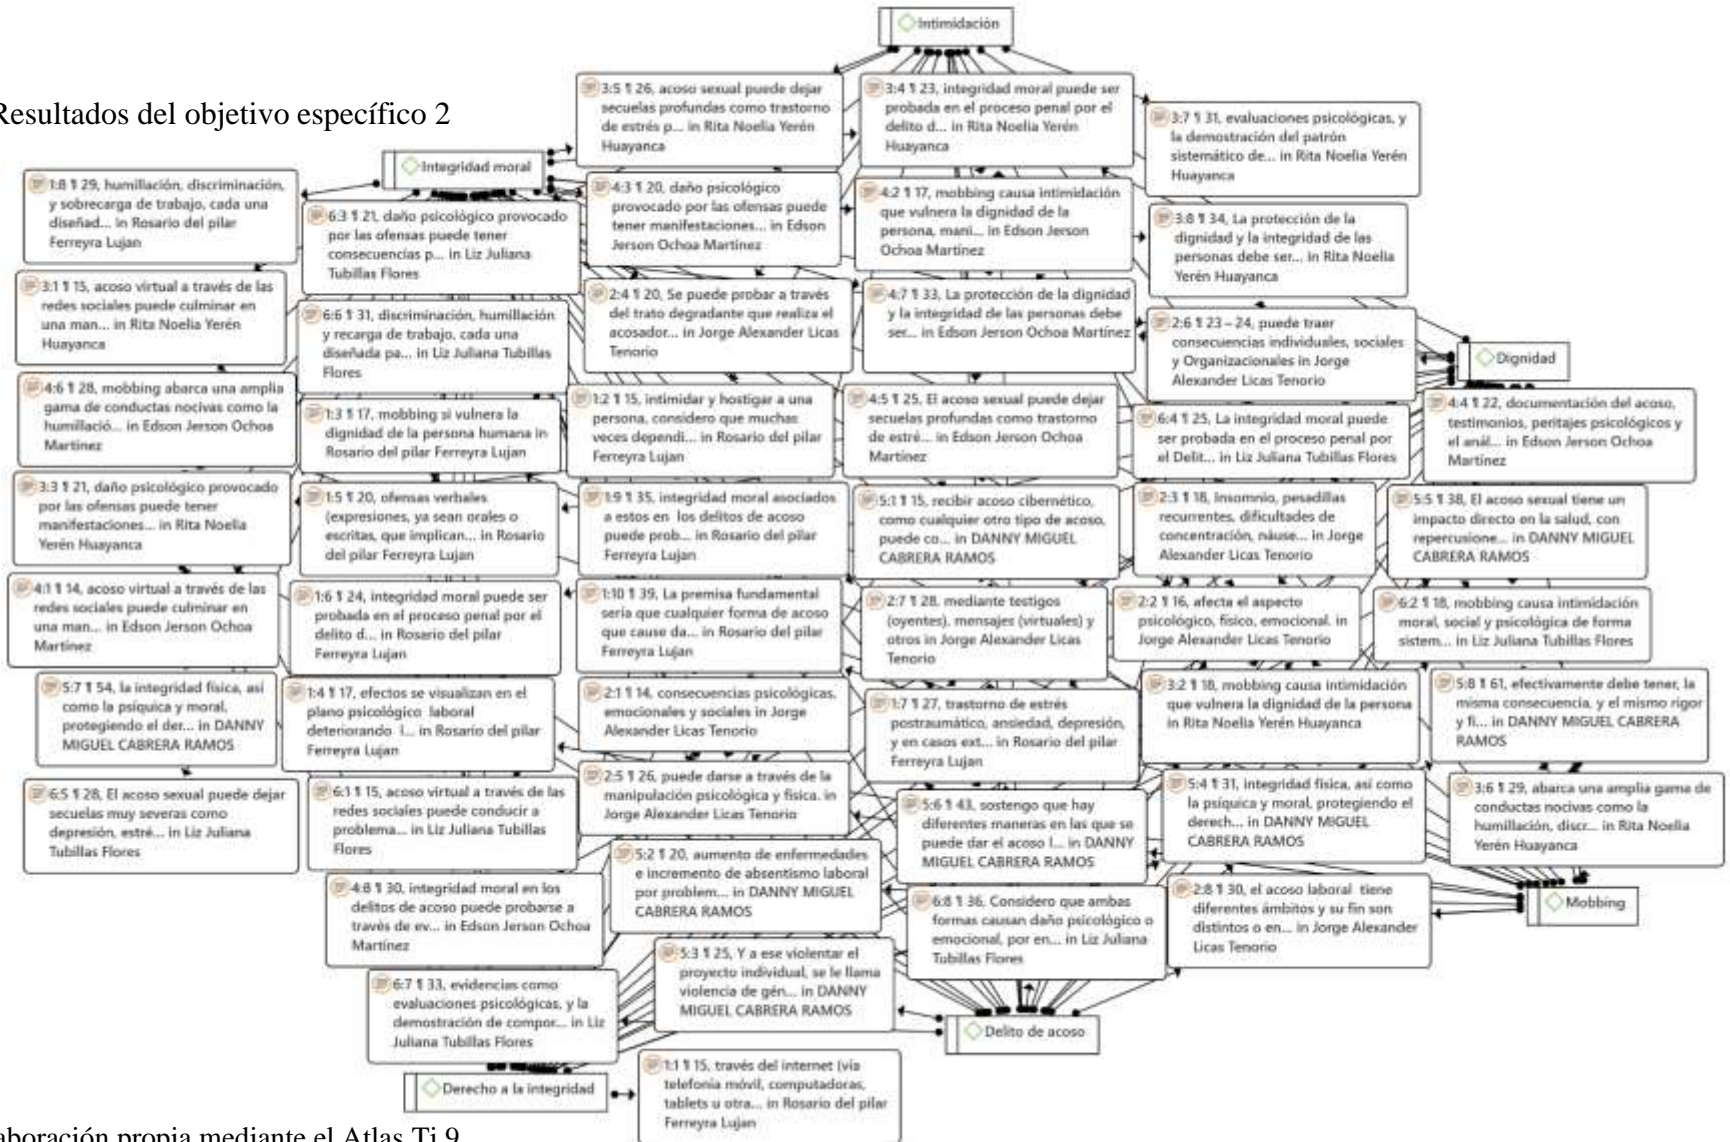 Resultados del objetivo específico 2
Intimidación
3:5 ¶ 26, acoso sexual puede dejar
secuelas profundas como trastorno
de estrés p... in Rita Noelia Yerén
Huayanca
3:4 ¶ 23, integridad moral puede ser
probada en el proceso penal por el
delito d... in Rita Noelia Yerén
Huayanca
3:7 ¶ 31, evaluaciones psicológicas, y
la demostración del patrón
sistemático de... in Rita Noelia Yerén
Huayanca
Integridad moral
1:8 ¶ 29, humillación, discriminación,
y sobrecarga de trabajo, cada una
diseñad... in Rosario del pilar
Ferreyra Lujan
6:3 ¶ 21, daño psicológico provocado
por las ofensas puede tener
consecuencias p... in Liz Juliana
Tubillas Flores
4:3 ¶ 20, daño psicológico
provocado por las ofensas puede
tener manifestaciones... in Edson
Jerson Ochoa Martínez
4:2 ¶ 17, mobbing causa intimidación
que vulnera la dignidad de la
persona, mani... in Edson Jerson
Ochoa Martínez
3:8 ¶ 34, La protección de la
dignidad y la integridad de las
personas debe ser... in Rita Noelia
Yerén Huayanca
3:1 ¶ 15, acoso virtual a través de las
redes sociales puede culminar en
una man... in Rita Noelia Yerén
Huayanca
6:6 ¶ 31, discriminación, humillación
y recarga de trabajo, cada una
diseñada pa... in Liz Juliana Tubillas
Flores
2:4 ¶ 20, Se puede probar a través
del trato degradante que realiza el
acosador... in Jorge Alexander Licas
Tenorio
4:7 ¶ 33, La protección de la dignidad
y la integridad de las personas debe
ser... in Edson Jerson Ochoa Martínez
2:6 ¶ 23 – 24, puede traer
consecuencias individuales, sociales
y Organizacionales in Jorge
Alexander Licas Tenorio
Dignidad
4:6 ¶ 28, mobbing abarca una amplia
gama de conductas nocivas como la
humillació... in Edson Jerson Ochoa
Martínez
1:3 ¶ 17, mobbing si vulnera la
dignidad de la persona humana in
Rosario del pilar Ferreyra Lujan
1:2 ¶ 15, intimidar y hostigar a una
persona, considero que muchas
veces dependi... in Rosario del pilar
Ferreyra Lujan
4:5 ¶ 25, El acoso sexual puede dejar
secuelas profundas como trastorno
de estré... in Edson Jerson Ochoa
Martínez
6:4 ¶ 25, La integridad moral puede
ser probada en el proceso penal por
el Delit... in Liz Juliana Tubillas Flores
4:4 ¶ 22, documentación del acoso,
testimonios, peritajes psicológicos y
el anál... in Edson Jerson Ochoa
Martínez
3:3 ¶ 21, daño psicológico provocado
por las ofensas puede tener
manifestaciones... in Rita Noelia
Yerén Huayanca
1:5 ¶ 20, ofensas verbales
(expresiones, ya sean orales o
escritas, que implican... in Rosario
del pilar Ferreyra Lujan
1:9 ¶ 35, integridad moral asociados
a estos en los delitos de acoso
puede prob... in Rosario del pilar
Ferreyra Lujan
5:1 ¶ 15, recibir acoso cibernético,
como cualquier otro tipo de acoso,
puede co... in DANNY MIGUEL
CABRERA RAMOS
2:3 ¶ 18, Insomnio, pesadillas
recurrentes, dificultades de
concentración, náuse... in Jorge
Alexander Licas Tenorio
5:5 ¶ 38, El acoso sexual tiene un
impacto directo en la salud, con
repercusione... in DANNY MIGUEL
CABRERA RAMOS
4:1 ¶ 14, acoso virtual a través de las
redes sociales puede culminar en
una man... in Edson Jerson Ochoa
Martínez
1:6 ¶ 24, integridad moral puede ser
probada en el proceso penal por el
delito d... in Rosario del pilar
Ferreyra Lujan
1:10 ¶ 39, La premisa fundamental
sería que cualquier forma de acoso
que cause da... in Rosario del pilar
Ferreyra Lujan
2:7 ¶ 28, mediante testigos
(oyentes), mensajes (virtuales) y
otros in Jorge Alexander Licas
Tenorio
2:2 ¶ 16, afecta el aspecto
psicológico, físico, emocional. in
Jorge Alexander Licas Tenorio
6:2 ¶ 18, mobbing causa intimidación
moral, social y psicológica de forma
sistem... in Liz Juliana Tubillas Flores
5:7 ¶ 54, la integridad física, así
como la psíquica y moral,
protegiendo el der... in DANNY
MIGUEL CABRERA RAMOS
1:4 ¶ 17, efectos se visualizan en el
plano psicológico laboral
deteriorando l... in Rosario del pilar
Ferreyra Lujan
2:1 ¶ 14, consecuencias psicológicas,
emocionales y sociales in Jorge
Alexander Licas Tenorio
1:7 ¶ 27, trastorno de estrés
postraumático, ansiedad, depresión,
y en casos ext... in Rosario del pilar
Ferreyra Lujan
3:2 ¶ 18, mobbing causa intimidación
que vulnera la dignidad de la persona
in Rita Noelia Yerén Huayanca
5:8 ¶ 61, efectivamente debe tener, la
misma consecuencia, y el mismo rigor
y fi... in DANNY MIGUEL CABRERA
RAMOS
6:5 ¶ 28, El acoso sexual puede dejar
secuelas muy severas como
depresión, estré... in Liz Juliana
Tubillas Flores
6:1 ¶ 15, acoso virtual a través de las
redes sociales puede conducir a
problema... in Liz Juliana Tubillas
Flores
2:5 ¶ 26, puede darse a través de la
manipulación psicológica y física. in
Jorge Alexander Licas Tenorio
5:6 ¶ 43, sostengo que hay
diferentes maneras en las que se
puede dar el acoso l... in DANNY
MIGUEL CABRERA RAMOS
5:4 ¶ 31, integridad física, así como
la psíquica y moral, protegiendo el
derech... in DANNY MIGUEL
CABRERA RAMOS
3:6 ¶ 29, abarca una amplia gama de
conductas nocivas como la
humillación, discr... in Rita Noelia
Yerén Huayanca
4:8 ¶ 30, integridad moral en los
delitos de acoso puede probarse a
través de ev... in Edson Jerson Ochoa
Martínez
5:2 ¶ 20, aumento de enfermedades
e incremento de absentismo laboral
por problem... in DANNY MIGUEL
CABRERA RAMOS
6:8 ¶ 36, Considero que ambas
formas causan daño psicológico o
emocional, por en... in Liz Juliana
Tubillas Flores
2:8 ¶ 30, el acoso laboral tiene
diferentes ámbitos y su fin son
distintos o en... in Jorge Alexander
Licas Tenorio
Mobbing
6:7 ¶ 33, evidencias como
evaluaciones psicológicas, y la
demostración de compor... in Liz
Juliana Tubillas Flores
5:3 ¶ 25, Y a ese violentar el
proyecto individual, se le llama
violencia de gén... in DANNY
MIGUEL CABRERA RAMOS
Delito de acoso
Derecho a la integridad
1:1 ¶ 15, través del internet (vía
telefonía móvil, computadoras,
tablets u otra... in Rosario del pilar
Ferreyra Lujan
aboración propia mediante el Atlas Ti 9